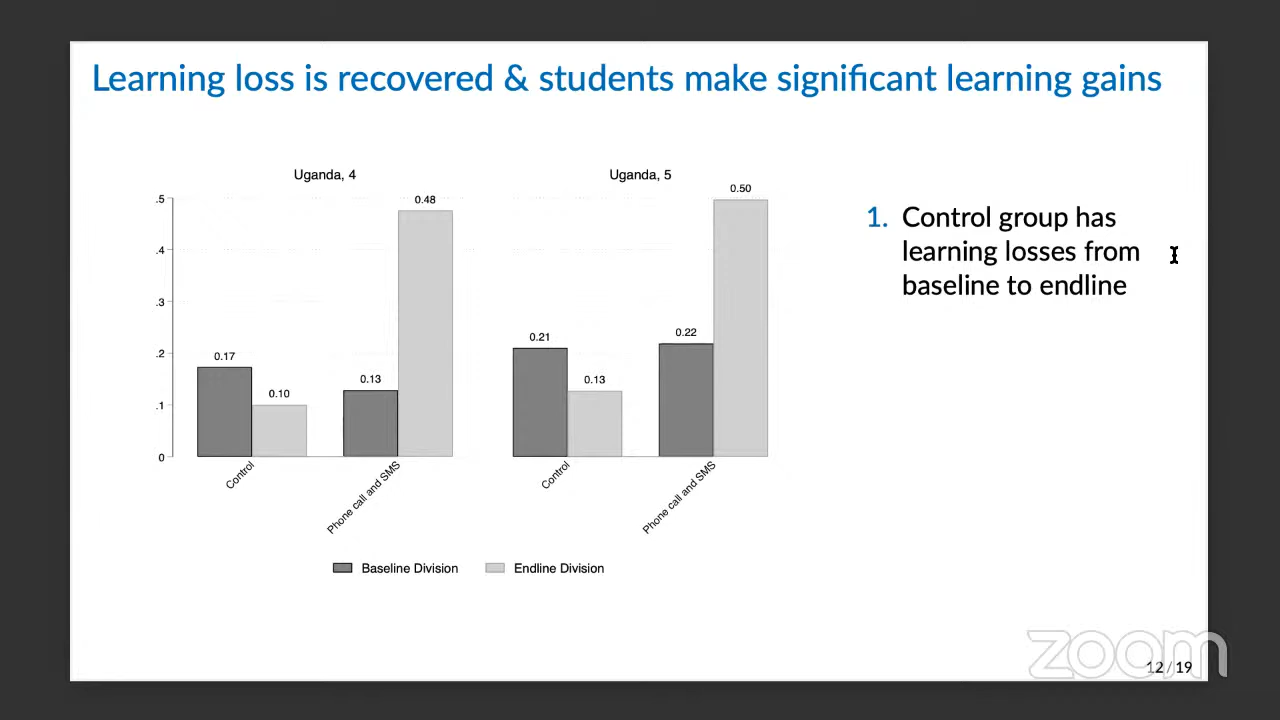 Learning loss is recovered & students make significant learning gains
Uganda, 4
.5
.4
.3
.2
.1
0
0.17
0.10
0.13
0.48
Control
Phone call and SMS
Uganda, 5
0.21
0.13
0.22
0.50
Control
Phone call and SMS
Baseline Division
Endline Division
1. Control group has
learning losses from
baseline to endline
zoom
12 / 19